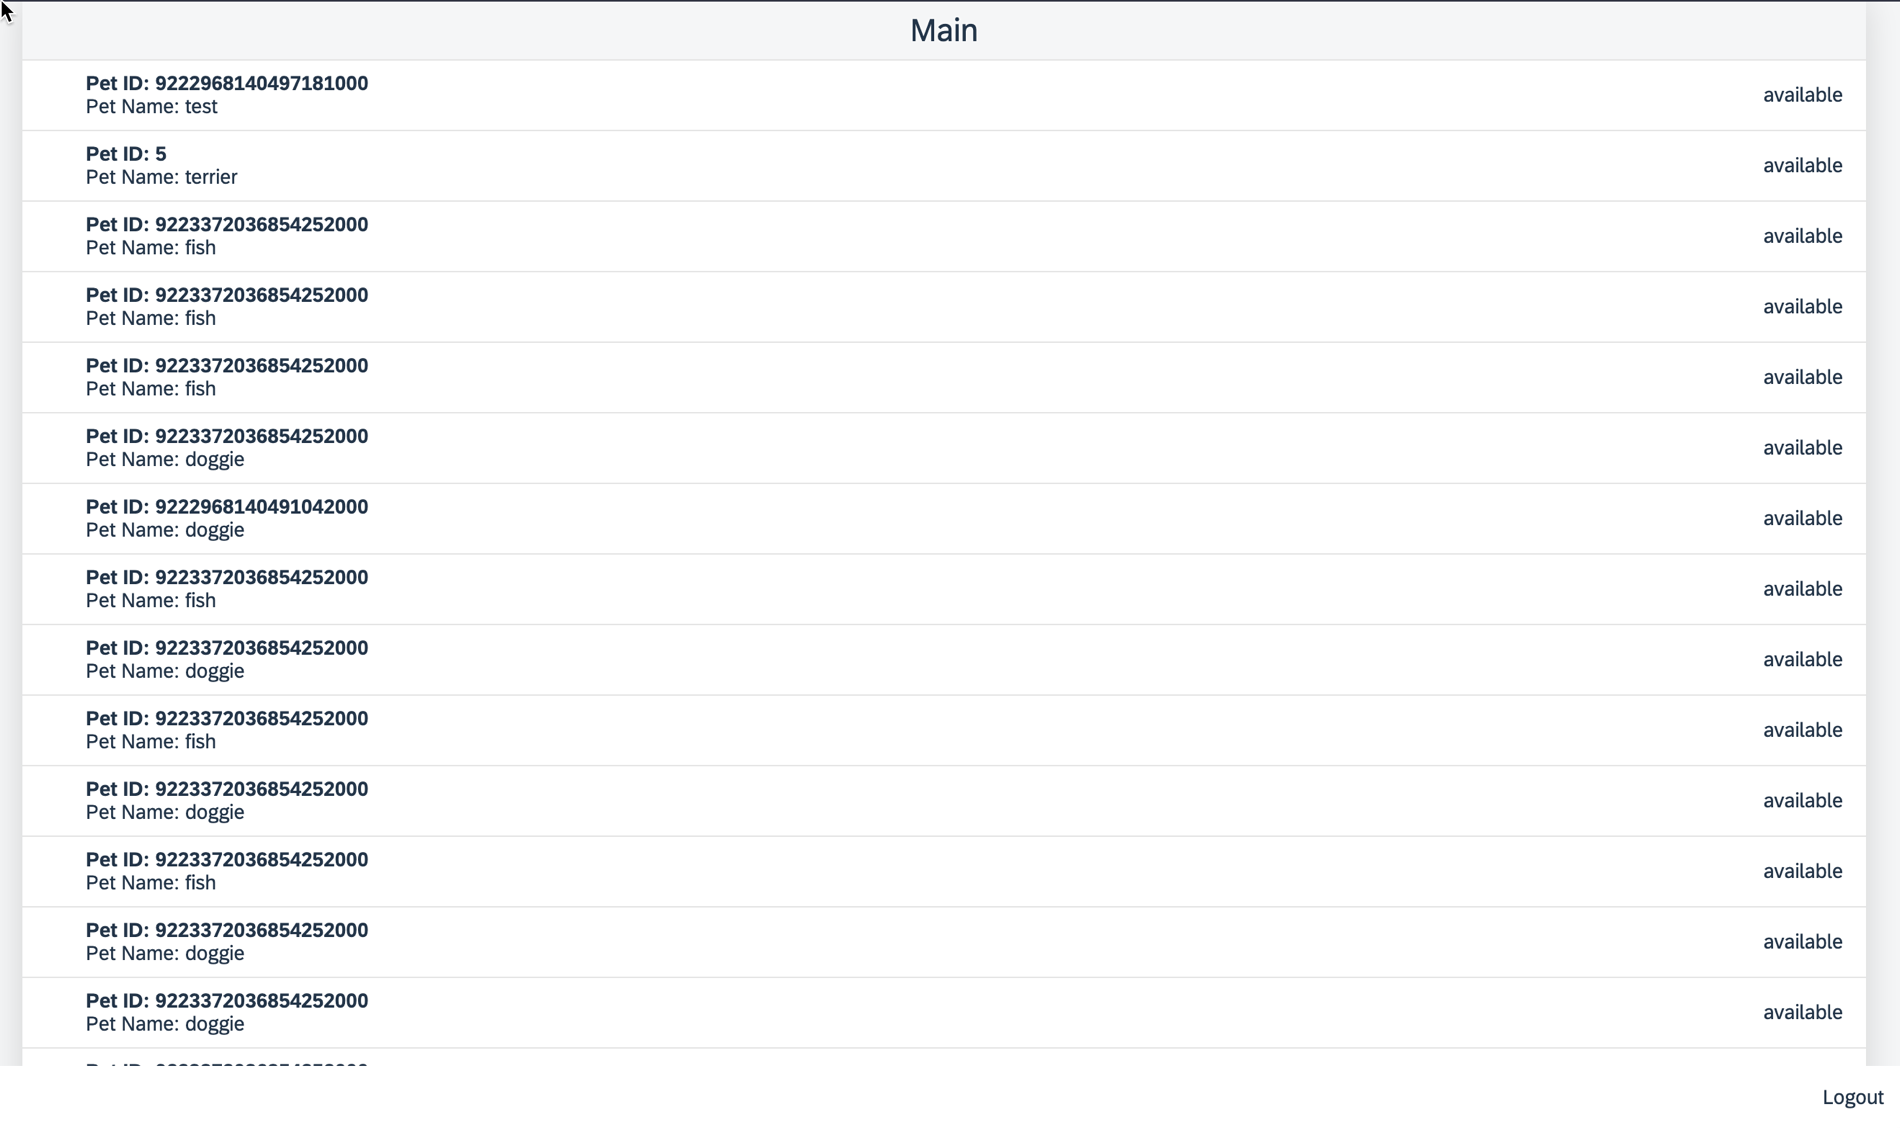 Main
Pet ID: 9222968140497181000
Pet Name: test
available
Pet ID: 5
Pet Name: terrier
available
Pet ID: 9223372036854252000
Pet Name: fish
available
Pet ID: 9223372036854252000
Pet Name: fish
available
Pet ID: 9223372036854252000
Pet Name: fish
available
Pet ID: 9223372036854252000
Pet Name: doggie
available
Pet ID: 9222968140491042000
Pet Name: doggie
available
Pet ID: 9223372036854252000
Pet Name: fish
available
Pet ID: 9223372036854252000
Pet Name: doggie
available
Pet ID: 9223372036854252000
Pet Name: fish
available
Pet ID: 9223372036854252000
Pet Name: doggie
available
Pet ID: 9223372036854252000
Pet Name: fish
available
Pet ID: 9223372036854252000
Pet Name: doggie
available
Pet ID: 9223372036854252000
Pet Name: doggie
available
Logout